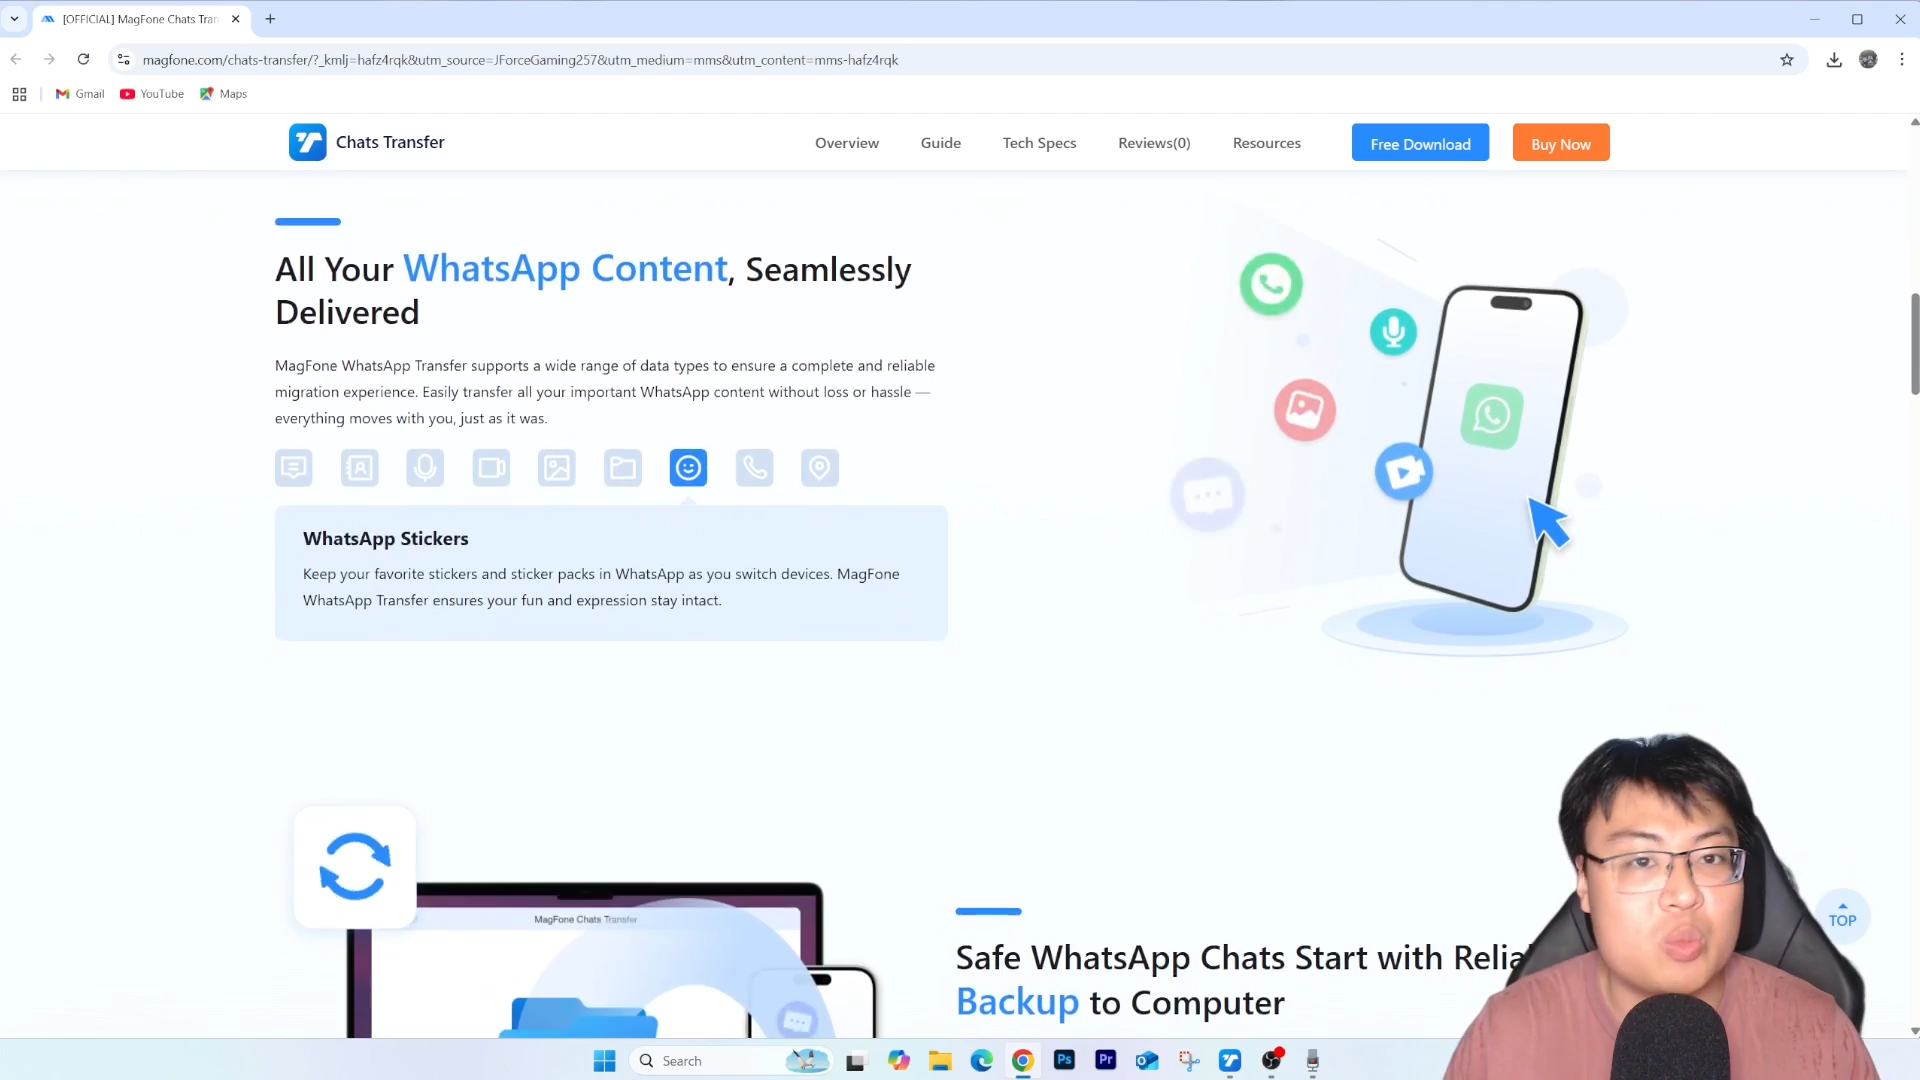 [OFFICIAL] MagFone Chats Tran
magfone.com/chats-transfer/?_kmlj=hafz4rqk&utm_source=JForceGaming257&utm_medium=mms&utm_content=mms-hafz4rqk
Gmail
YouTube
Maps
Chats Transfer
Overview
Guide
Tech Specs
Reviews(0)
Resources
Free Download
Buy Now
All Your WhatsApp Content, Seamlessly
Delivered
MagFone WhatsApp Transfer supports a wide range of data types to ensure a complete and reliable
migration experience. Easily transfer all your important WhatsApp content without loss or hassle —
everything moves with you, just as it was.
WhatsApp Stickers
Keep your favorite stickers and sticker packs in WhatsApp as you switch devices. MagFone
WhatsApp Transfer ensures your fun and expression stay intact.
MagFone Chats Transfer
Safe WhatsApp Chats Start with Relia
Backup to Computer
TOP
Search
Ps
Pr